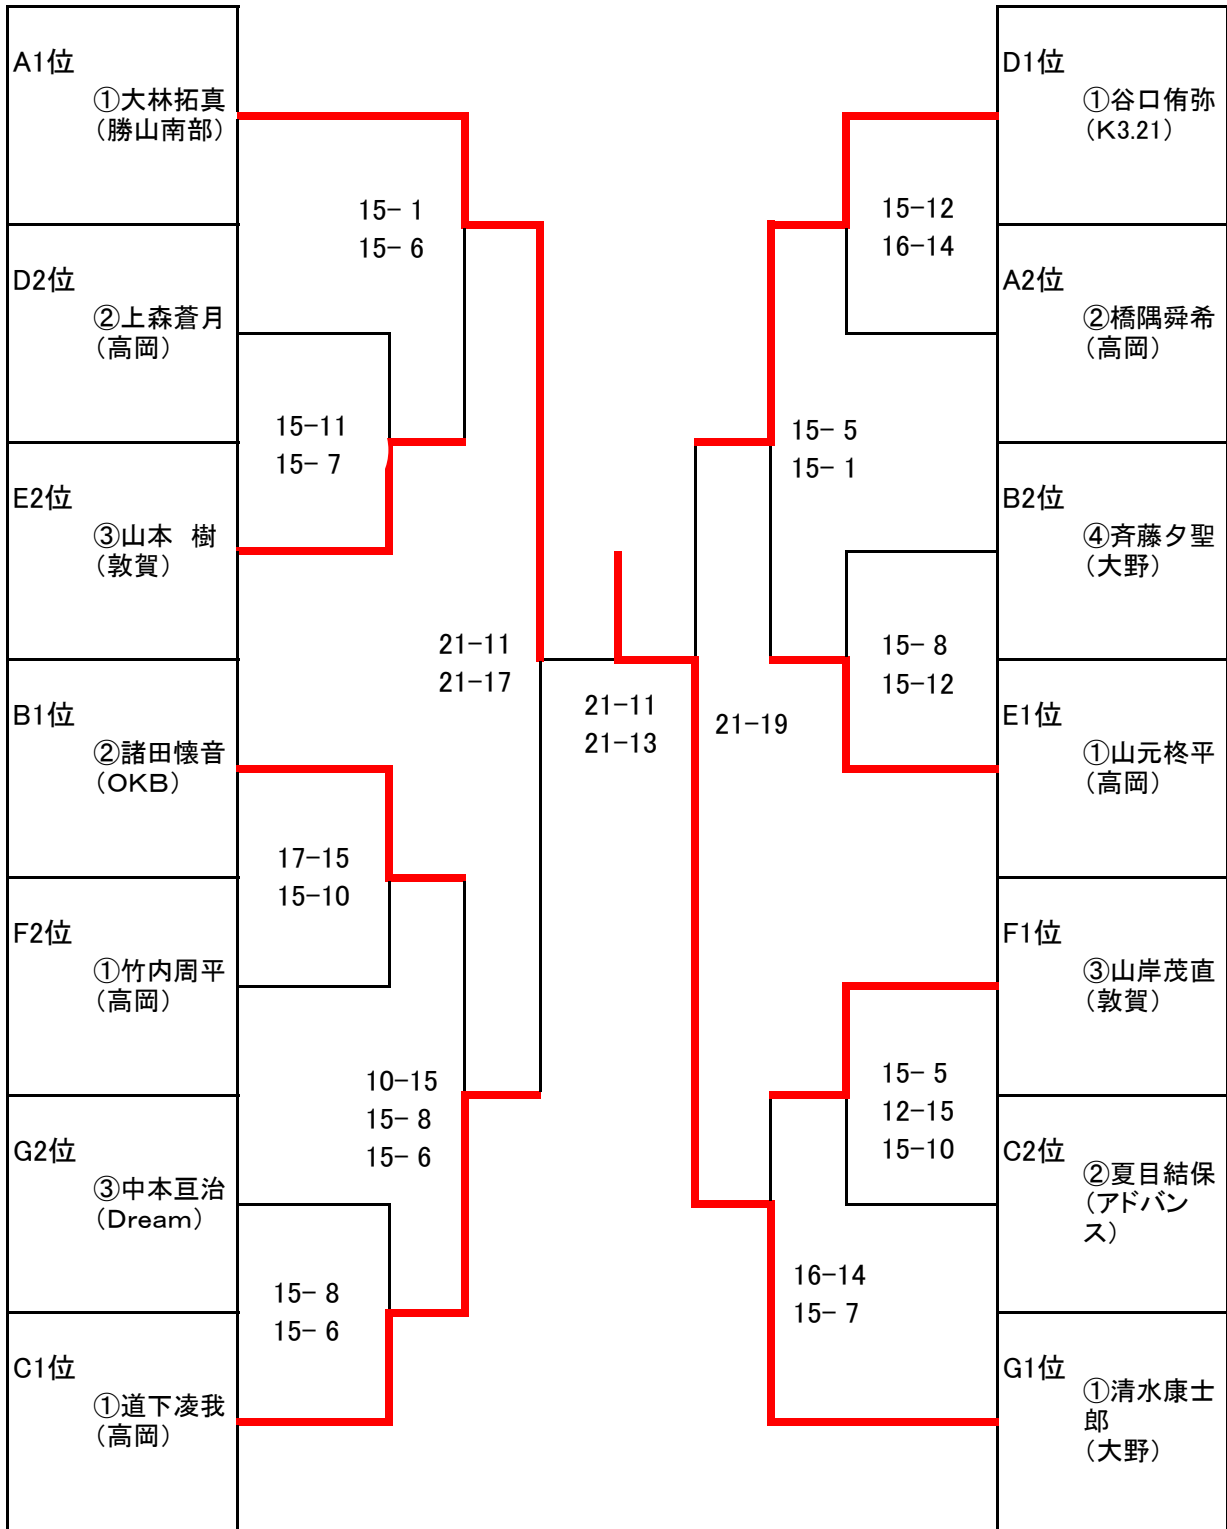 A1位
①大林拓真
(勝山南部)
D2位
②上森蒼月
(高岡)
E2位
③山本 樹
(敦賀)
B1位
②諸田懐音
(OKB)
F2位
①竹内周平
(高岡)
G2位
③中本亘治
(Dream)
C1位
①道下凌我
(高岡)
15- 1
15- 6
15-11
15- 7
21-11
21-17
17-15
15-10
10-15
15- 8
15- 6
15- 8
15- 6
21-11
21-13
21-19
15-12
16-14
15- 5
15- 1
15- 8
15-12
15- 5
12-15
15-10
16-14
15- 7
D1位
①谷口侑弥
(K3.21)
A2位
②橋隅舜希
(高岡)
B2位
④斉藤夕聖
(大野)
E1位
①山元柊平
(高岡)
F1位
③山岸茂直
(敦賀)
C2位
②夏目結保
(アドバン
ス)
G1位
①清水康士
郎
(大野)